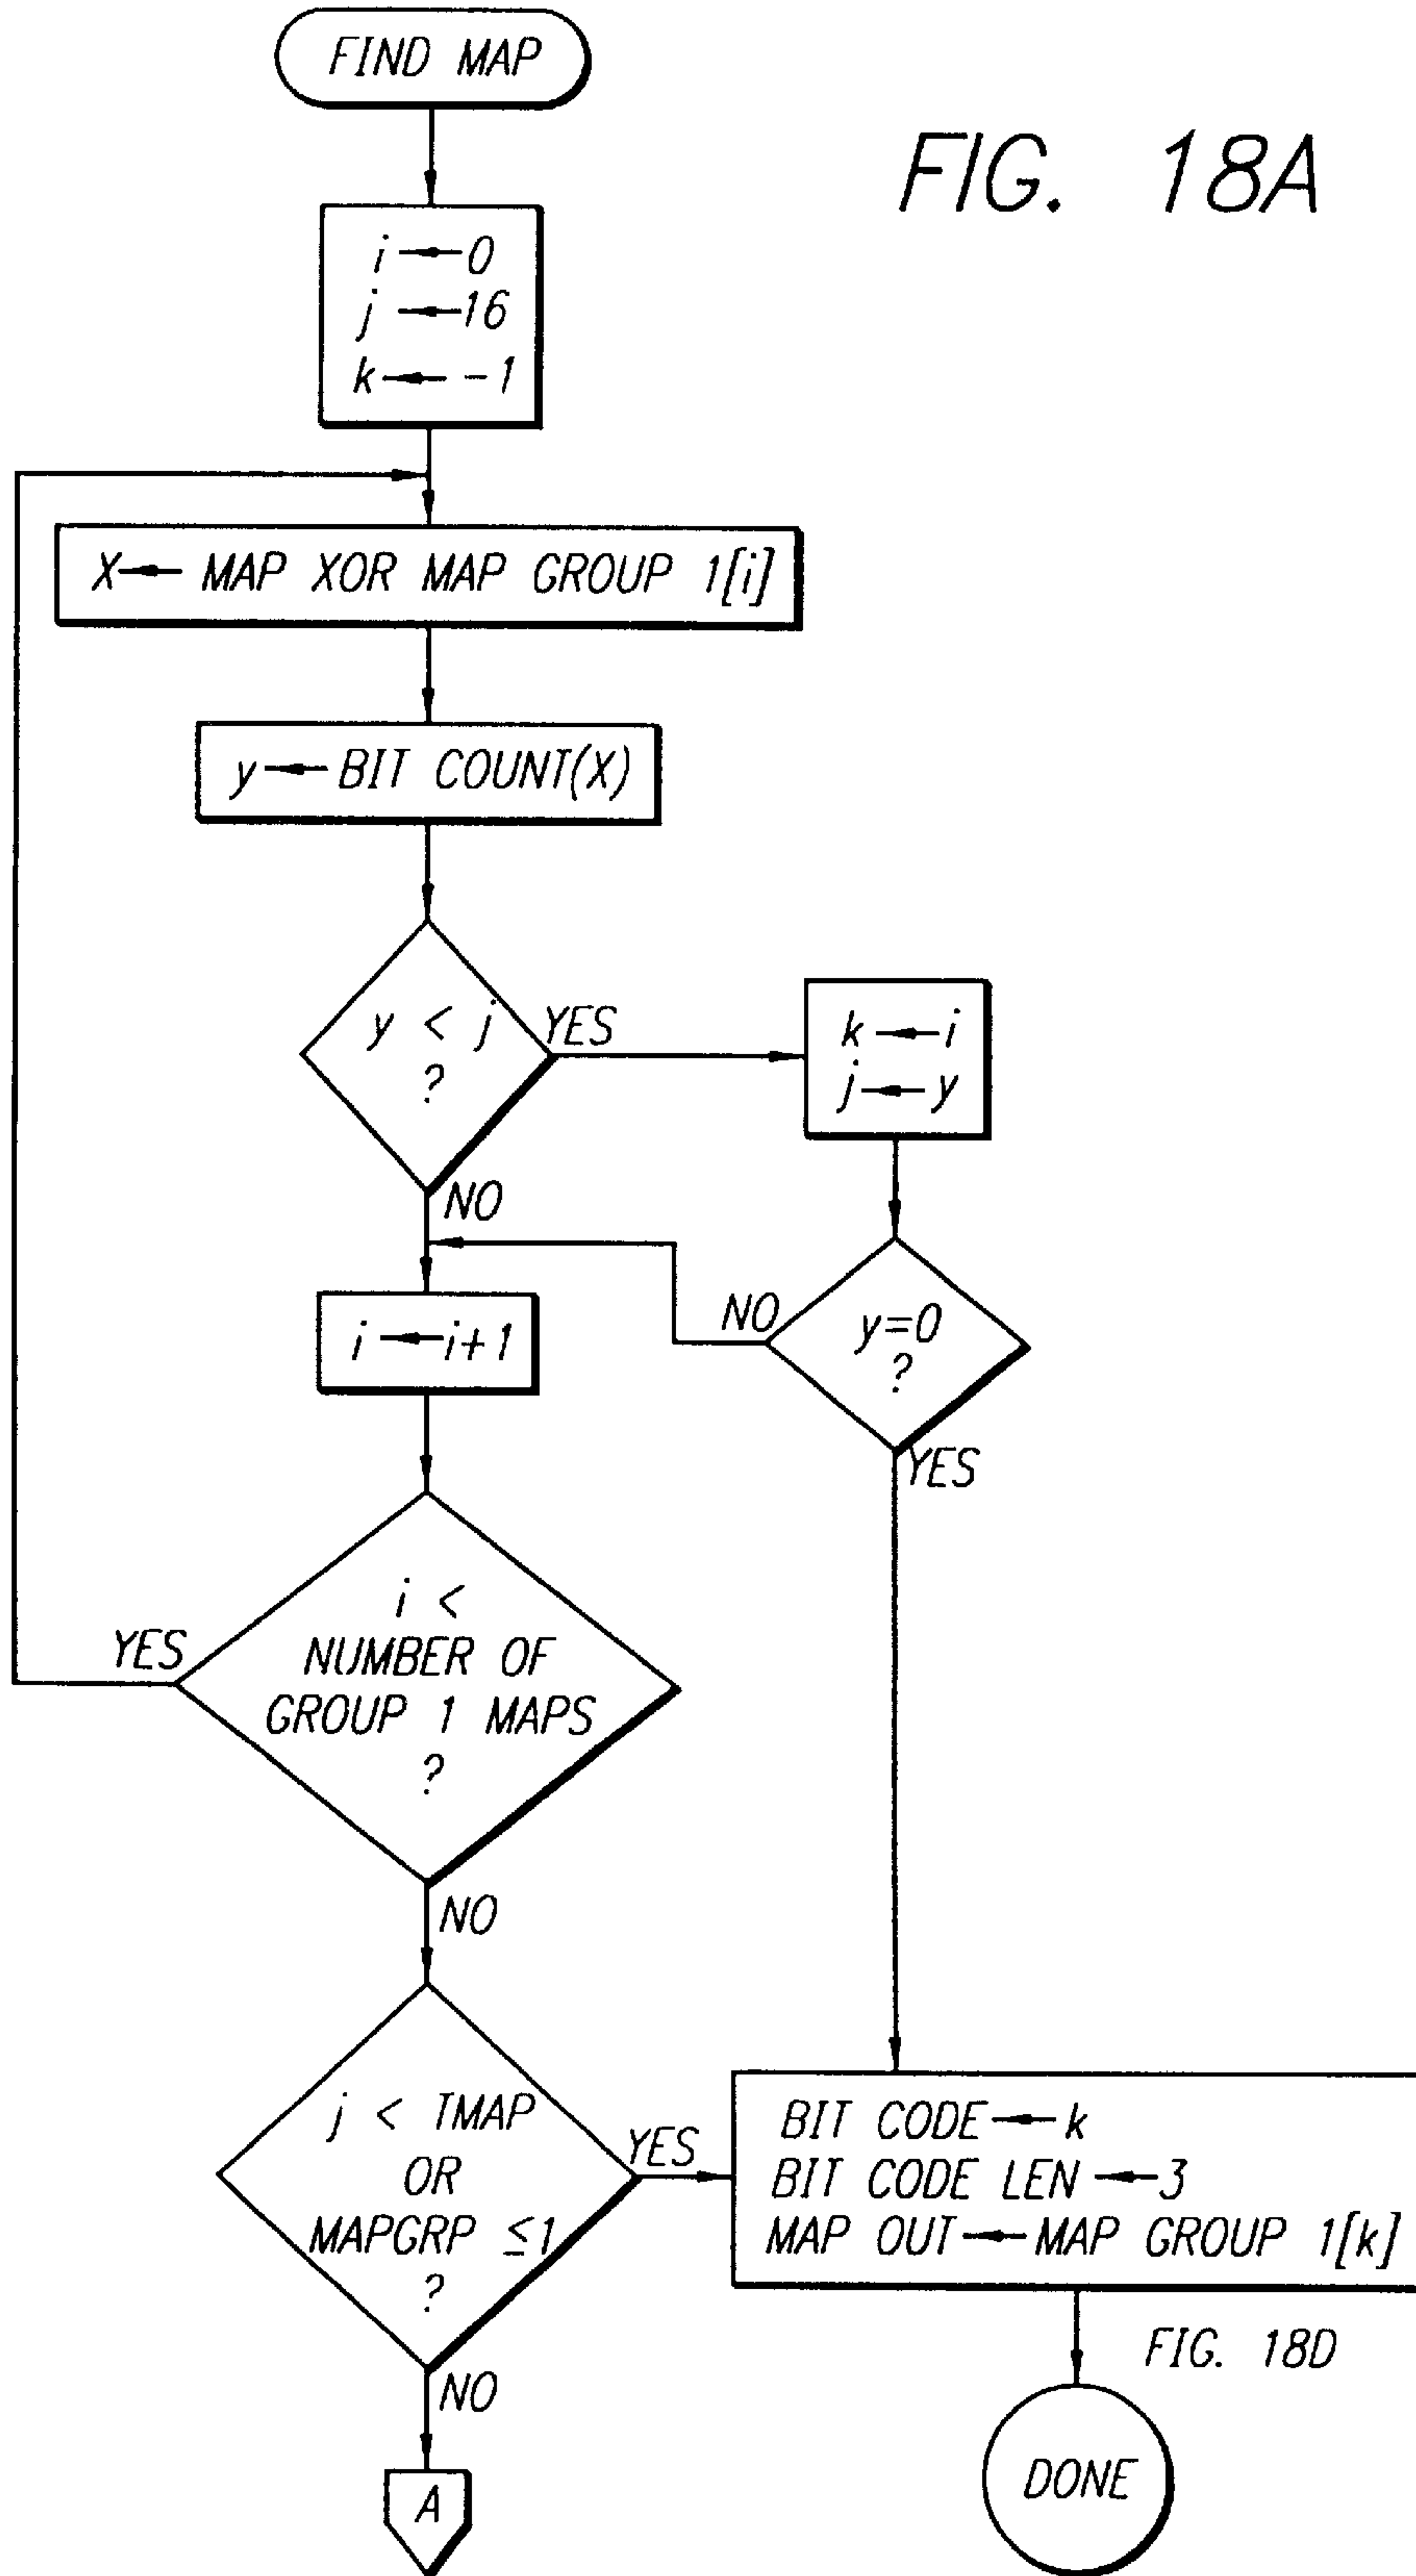 FIND MAP
FIG. 18A
i ← 0
j ← 16
k ← -1
X ← MAP XOR MAP GROUP 1[i]
y ← BIT COUNT(X)
y < j
?
YES
k ← i
j ← y
NO
i ← i+1
NO
y=0
?
YES
i <
NUMBER OF
GROUP 1 MAPS
?
YES
NO
j < TMAP
OR
MAPGRP ≤1
?
YES
BIT CODE ← k
BIT CODE LEN ← 3
MAP OUT ← MAP GROUP 1[k]
NO
FIG. 18D
A
DONE